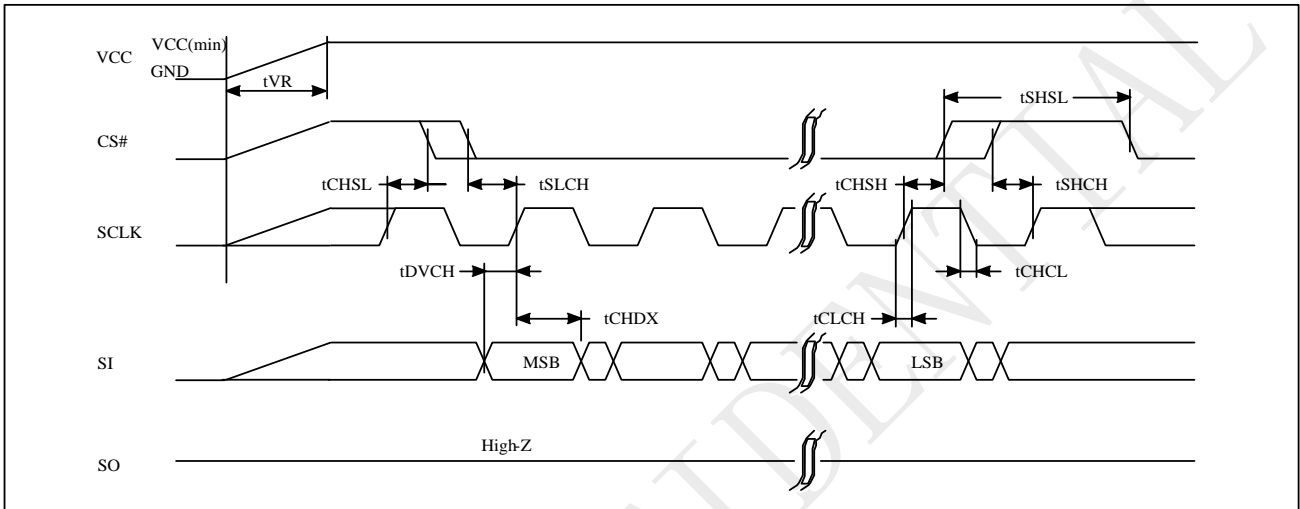 VCC(min)
VCC
GND
tVR
tSHSL
CS#
tCHSL
tSLCH
tCHSH
tSHCH
SCLK
tDVCH
tCHCL
tCHDX
tCLCH
SI
MSB
LSB
High-Z
SO
IDENTIAL